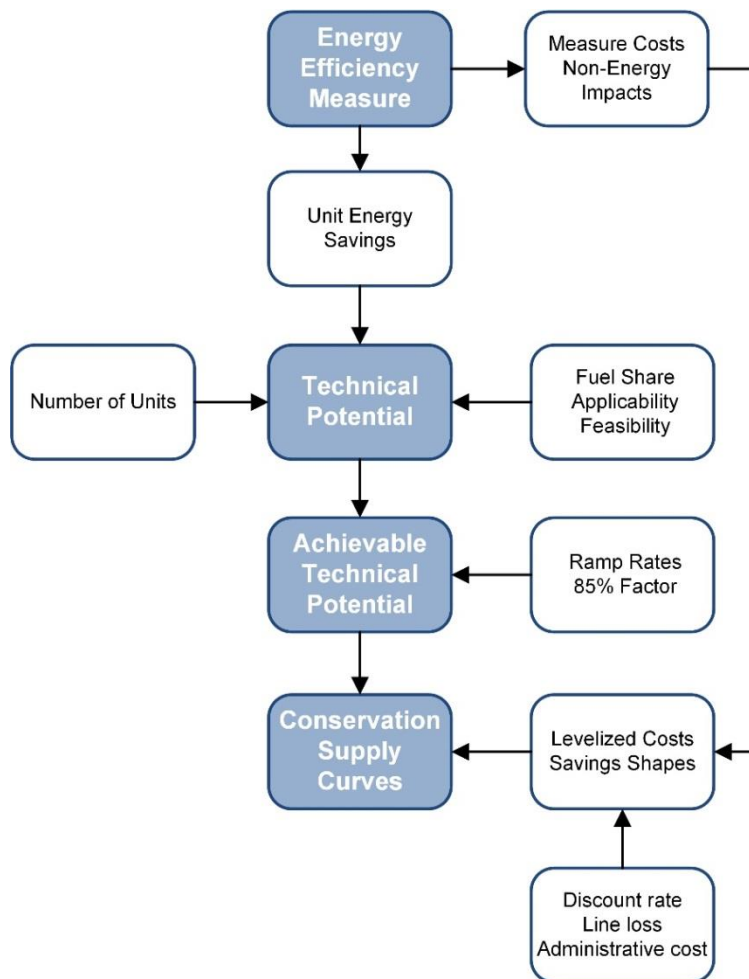 Energy
Efficiency
Measure
Measure Costs
Non-Energy
Impacts
Unit Energy
Savings
Number of Units
Technical
Potential
Fuel Share
Applicability
Feasibility
Achievable
Technical
Potential
Ramp Rates
85% Factor
Conservation
Supply
Curves
Levelized Costs
Savings Shapes
Discount rate
Line loss
Administrative cost